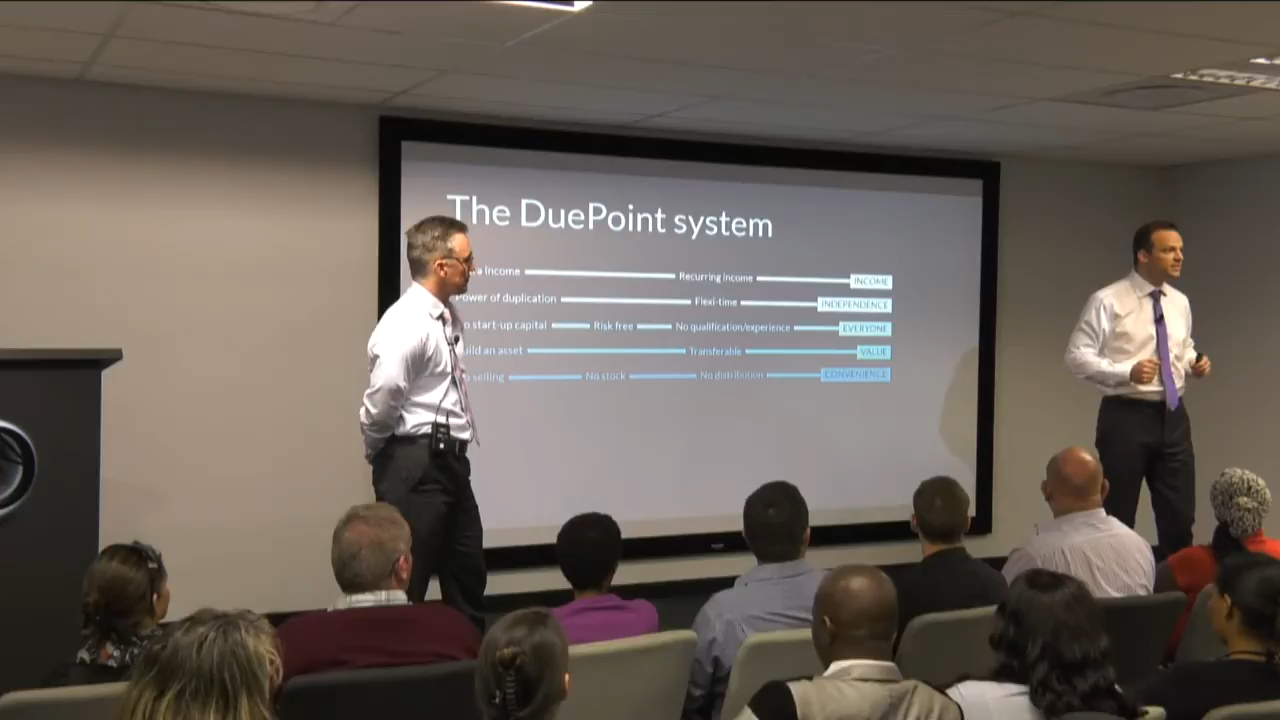 The DuePoint system
income Recurring income INCOME
ower of duplication Flexi-time INDEPENDENCE
o start-up capital Risk free No qualification/experience EVERYONE
uild an asset Transferable VALUE
selling No stock No distribution CONVENIENCE